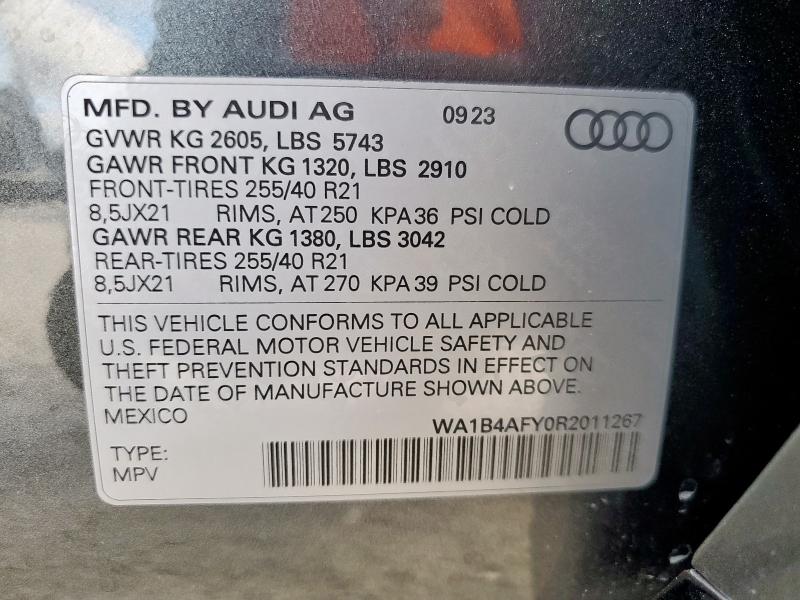 MFD. BY AUDI AG 09 23
GVWR KG 2605, LBS 5743
GAWR FRONT KG 1320, LBS 2910
FRONT-TIRES 255/40 R21
8,5JX21 RIMS, AT 250 KPA 36 PSI COLD
GAWR REAR KG 1380, LBS 3042
REAR-TIRES 255/40 R21
8,5JX21 RIMS, AT 270 KPA 39 PSI COLD
THIS VEHICLE CONFORMS TO ALL APPLICABLE
U.S. FEDERAL MOTOR VEHICLE SAFETY AND
THEFT PREVENTION STANDARDS IN EFFECT ON
THE DATE OF MANUFACTURE SHOWN ABOVE.
MEXICO
WA1B4AFY0R2011267
TYPE:
MPV